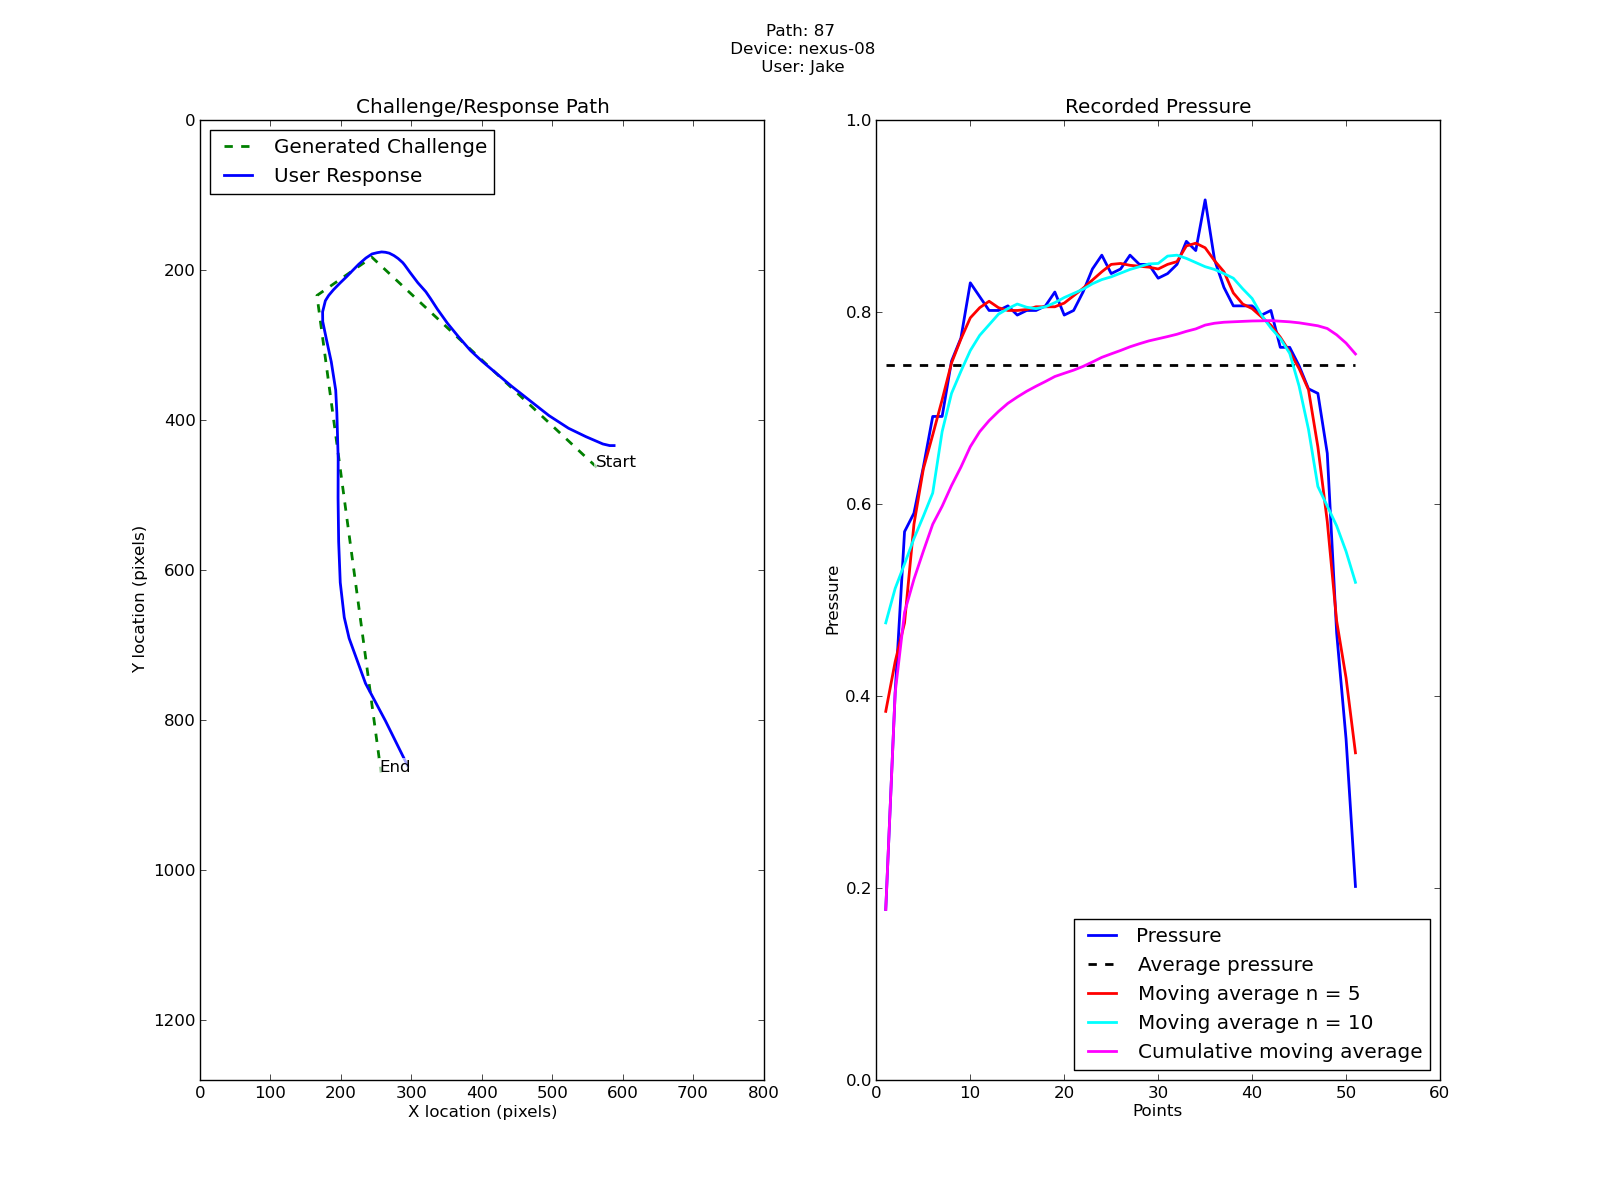 Path: 87
Device: nexus-08
User: Jake
Challenge/Response Path
Generated Challenge
User Response
0
200
400
600
800
1000
1200
Y location (pixels)
Start
End
0 100 200 300 400 500 600 700 800
X location (pixels)
Recorded Pressure
1.0
0.8
0.6
0.4
0.2
0.0
Pressure
Pressure
Average pressure
Moving average n = 5
Moving average n = 10
Cumulative moving average
0 10 20 30 40 50 60
Points